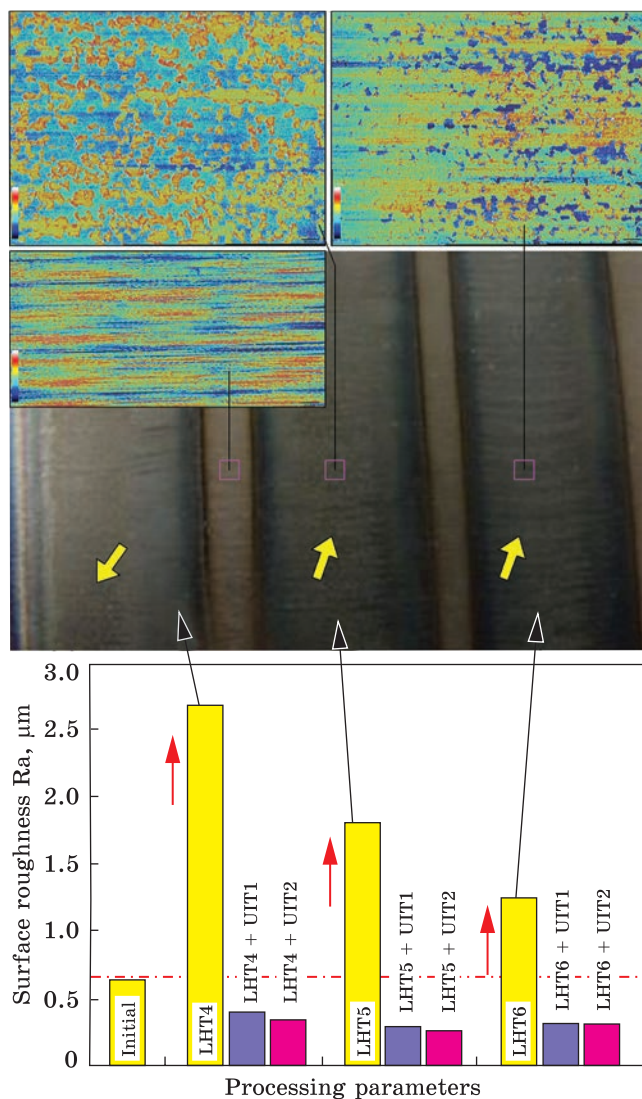 3.0
2.5
2.0
1.5
1.0
0.5
0
Surface roughness Ra, μm
Initial
LHT4
LHT4 + UIT1
LHT4 + UIT2
LHT5
LHT5 + UIT1
LHT5 + UIT2
LHT6
LHT6 + UIT1
LHT6 + UIT2
Processing parameters